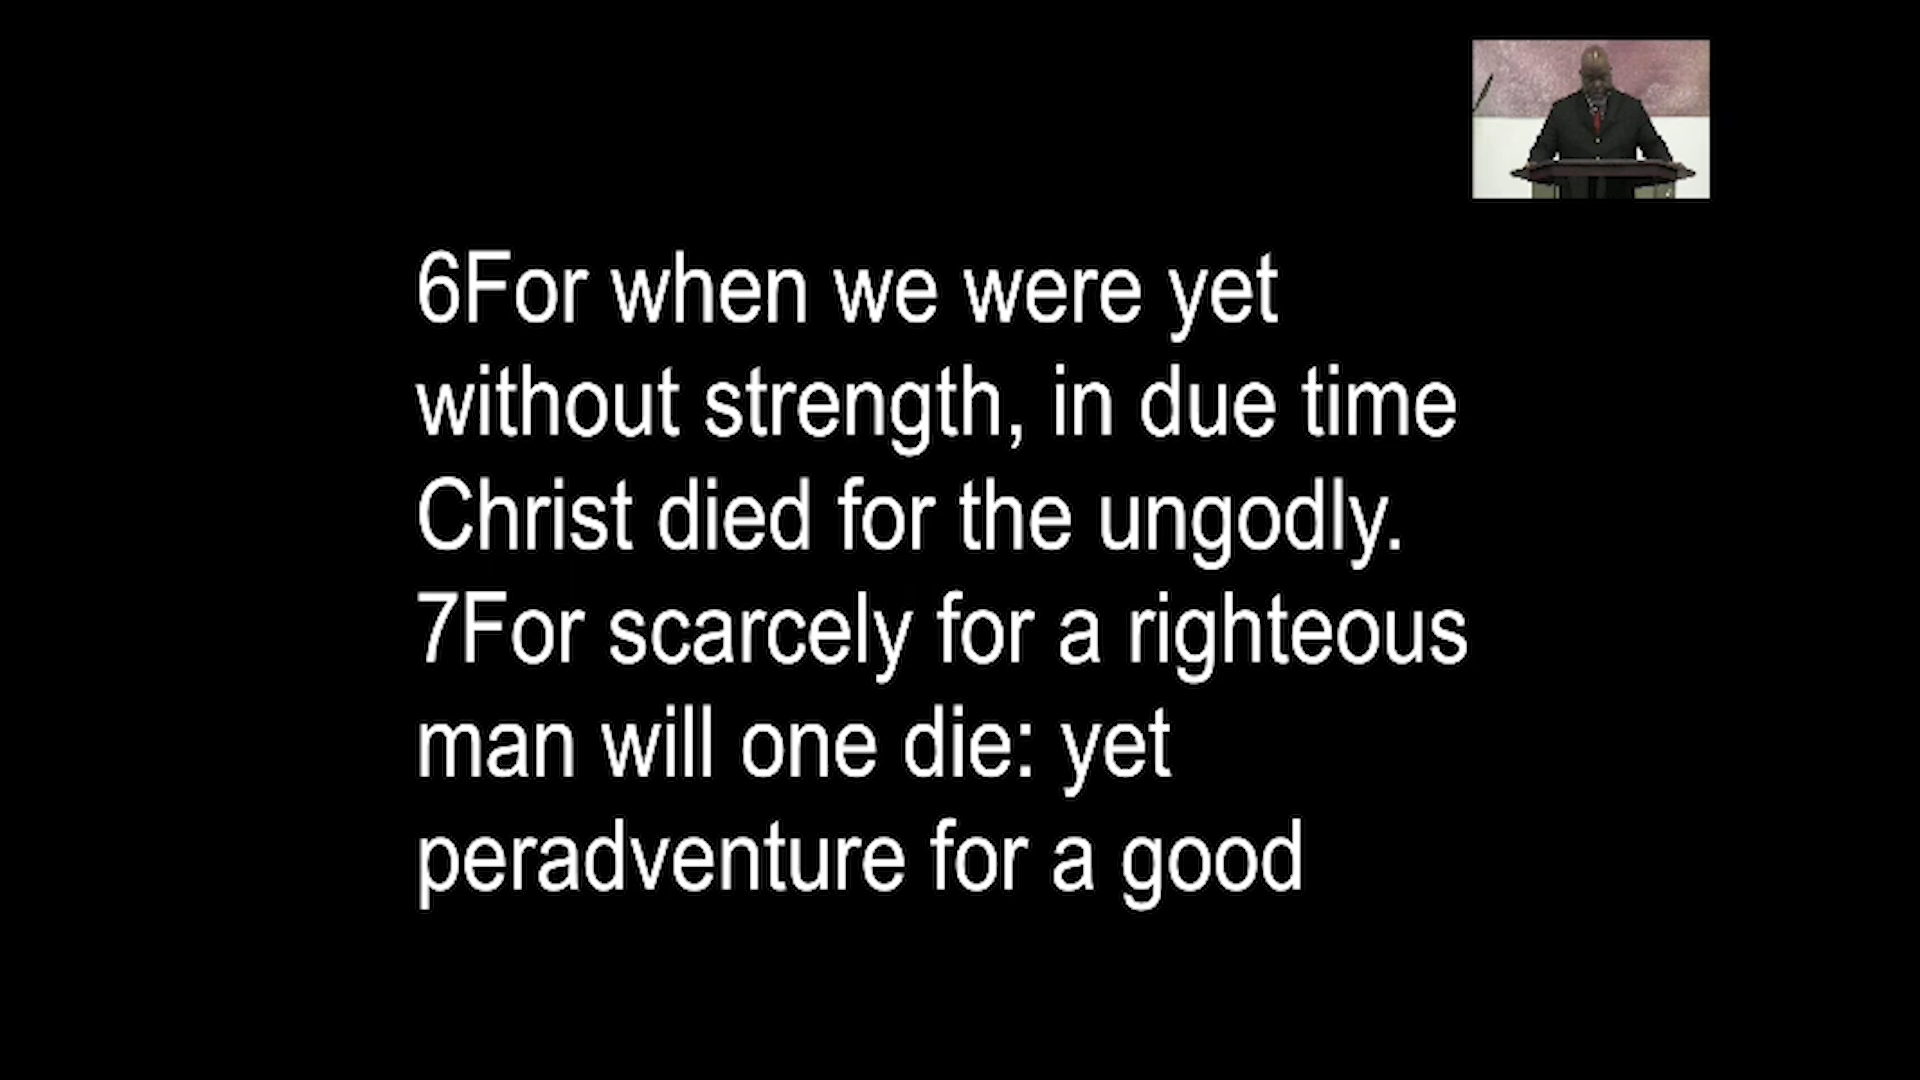 6For when we were yet
without strength, in due time
Christ died for the ungodly.
7For scarcely for a righteous
man will one die: yet
peradventure for a good